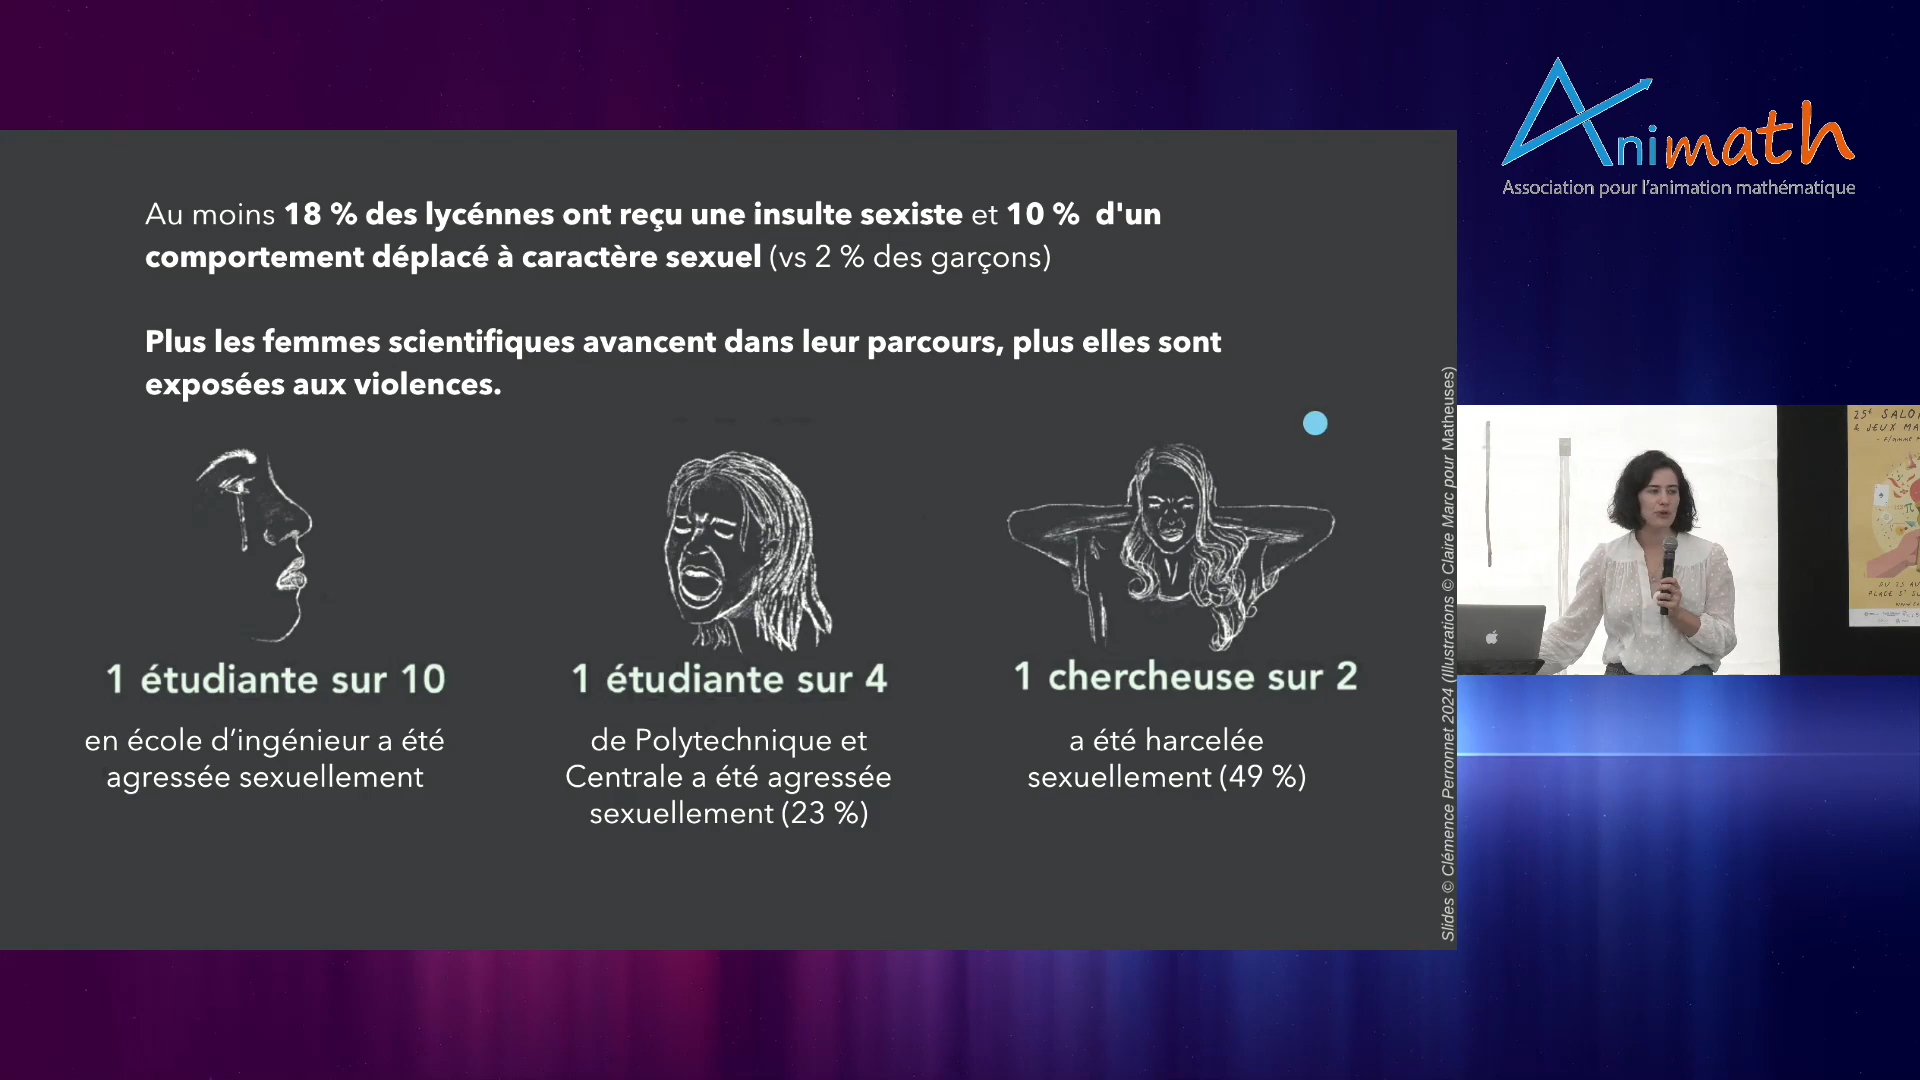 Animath
Association pour l'animation mathématique
Au moins 18 % des lycénnes ont reçu une insulte sexiste et 10 %  d'un
comportement déplacé à caractère sexuel (vs 2 % des garçons)
Plus les femmes scientifiques avancent dans leur parcours, plus elles sont
exposées aux violences.
1 étudiante sur 10
en école d’ingénieur a été
agressée sexuellement
1 étudiante sur 4
de Polytechnique et
Centrale a été agressée
sexuellement (23 %)
1 chercheuse sur 2
a été harcelée
sexuellement (49 %)
Slides © Clémence Perronnet 2024 (Illustrations © Claire Marc pour Matheuses)
25e SALO
& JEUX MA